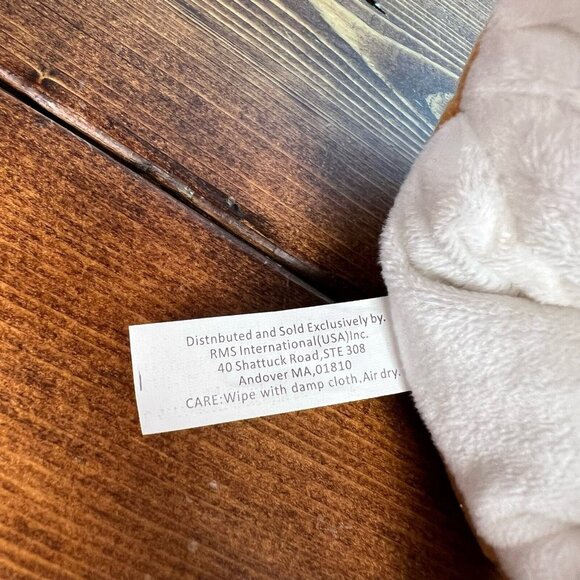 Distnbuted and Sold Exclusively by.
RMS International(USA)Inc.
40 Shattuck Road,STE 308
Andover MA,01810
CARE:Wipe with damp cloth.Air dry.